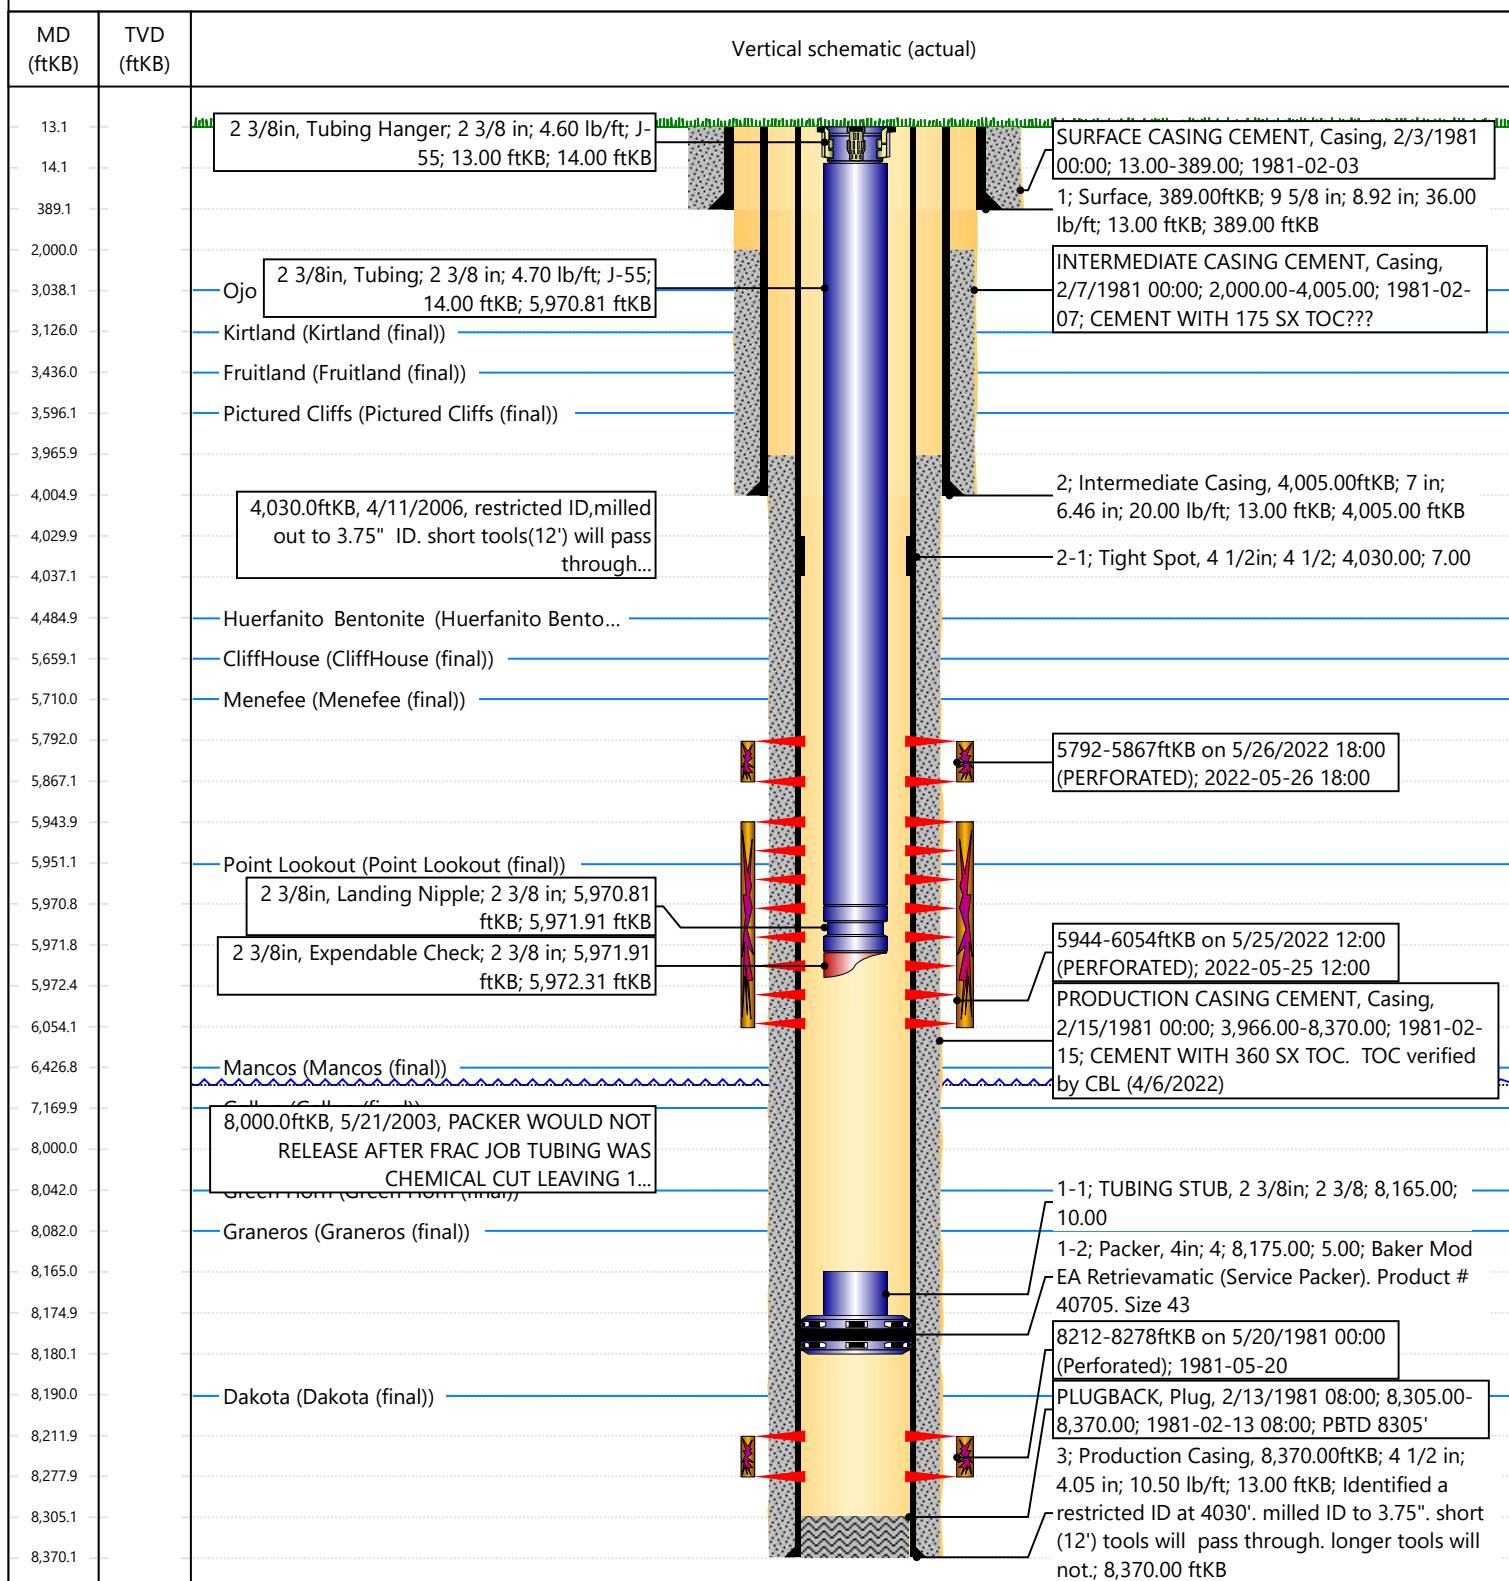 MD
(ftKB)
TVD
(ftKB)
Vertical schematic (actual)
13.1
14.1
389.1
2,000.0
3,038.1
3,126.0
3,436.0
3,596.1
3,965.9
4,004.9
4,029.9
4,037.1
4,484.9
5,659.1
5,710.0
5,792.0
5,867.1
5,943.9
5,951.1
5,970.8
5,971.8
5,972.4
6,054.1
6,426.8
7,169.9
8,000.0
8,042.0
8,082.0
8,165.0
8,174.9
8,180.1
8,190.0
8,211.9
8,277.9
8,305.1
8,370.1
2 3/8in, Tubing Hanger; 2 3/8 in; 4.60 lb/ft; J-
55; 13.00 ftKB; 14.00 ftKB
Ojo
2 3/8in, Tubing; 2 3/8 in; 4.70 lb/ft; J-55;
14.00 ftKB; 5,970.81 ftKB
Kirtland (Kirtland (final))
Fruitland (Fruitland (final))
Pictured Cliffs (Pictured Cliffs (final))
4,030.0ftKB, 4/11/2006, restricted ID,milled
out to 3.75" ID. short tools(12') will pass
through...
Huerfanito Bentonite (Huerfanito Bento...
CliffHouse (CliffHouse (final))
Menefee (Menefee (final))
Point Lookout (Point Lookout (final))
2 3/8in, Landing Nipple; 2 3/8 in; 5,970.81
ftKB; 5,971.91 ftKB
2 3/8in, Expendable Check; 2 3/8 in; 5,971.91
ftKB; 5,972.31 ftKB
Mancos (Mancos (final))
8,000.0ftKB, 5/21/2003, PACKER WOULD NOT
RELEASE AFTER FRAC JOB TUBING WAS
CHEMICAL CUT LEAVING 1...
Green Horn (Green Horn (final))
Graneros (Graneros (final))
Dakota (Dakota (final))
SURFACE CASING CEMENT, Casing, 2/3/1981
00:00; 13.00-389.00; 1981-02-03
1; Surface, 389.00ftKB; 9 5/8 in; 8.92 in; 36.00
lb/ft; 13.00 ftKB; 389.00 ftKB
INTERMEDIATE CASING CEMENT, Casing,
2/7/1981 00:00; 2,000.00-4,005.00; 1981-02-
07; CEMENT WITH 175 SX TOC???
2; Intermediate Casing, 4,005.00ftKB; 7 in;
6.46 in; 20.00 lb/ft; 13.00 ftKB; 4,005.00 ftKB
2-1; Tight Spot, 4 1/2in; 4 1/2; 4,030.00; 7.00
5792-5867ftKB on 5/26/2022 18:00
(PERFORATED); 2022-05-26 18:00
5944-6054ftKB on 5/25/2022 12:00
(PERFORATED); 2022-05-25 12:00
PRODUCTION CASING CEMENT, Casing,
2/15/1981 00:00; 3,966.00-8,370.00; 1981-02-
15; CEMENT WITH 360 SX TOC. TOC verified
by CBL (4/6/2022)
1-1; TUBING STUB, 2 3/8in; 2 3/8; 8,165.00;
10.00
1-2; Packer, 4in; 4; 8,175.00; 5.00; Baker Mod
EA Retrievamatic (Service Packer). Product #
40705. Size 43
8212-8278ftKB on 5/20/1981 00:00
(Perforated); 1981-05-20
PLUGBACK, Plug, 2/13/1981 08:00; 8,305.00-
8,370.00; 1981-02-13 08:00; PBTD 8305'
3; Production Casing, 8,370.00ftKB; 4 1/2 in;
4.05 in; 10.50 lb/ft; 13.00 ftKB; Identified a
restricted ID at 4030'. milled ID to 3.75". short
(12') tools will pass through. longer tools will
not.; 8,370.00 ftKB